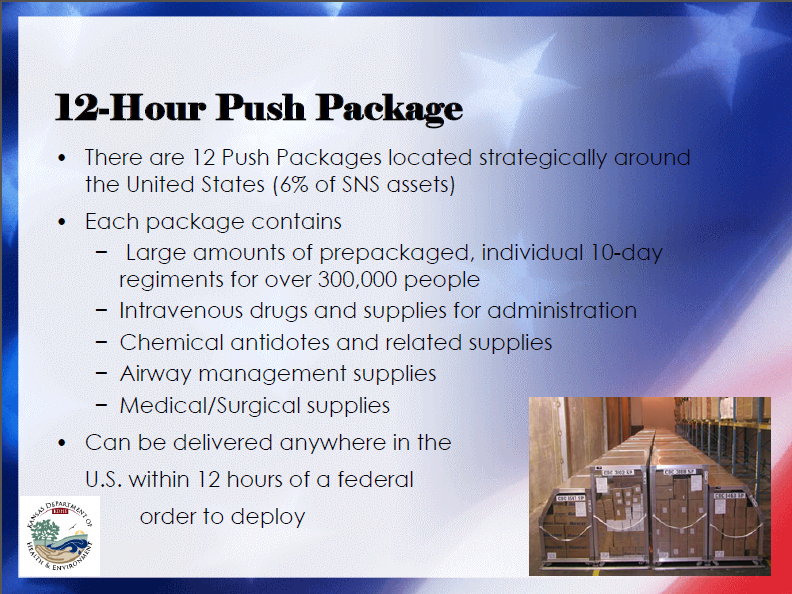 12-Hour Push Package
• There are 12 Push Packages located strategically around
the United States (6% of SNS assets)
• Each package contains
– Large amounts of prepackaged, individual 10-day
regiments for over 300,000 people
– Intravenous drugs and supplies for administration
– Chemical antidotes and related supplies
– Airway management supplies
– Medical/Surgical supplies
• Can be delivered anywhere in the
U.S. within 12 hours of a federal
order to deploy
KANSAS DEPARTMENT OF
HEALTH & ENVIRONMENT